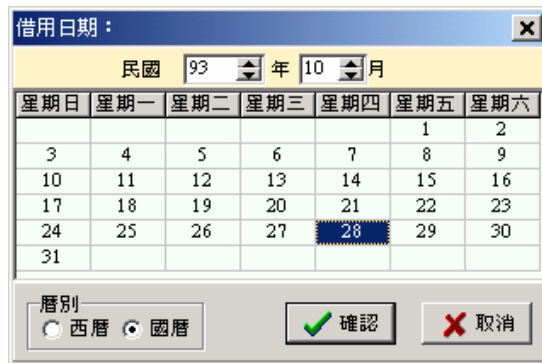 借用日期：
民國 93 年 10 月
星期日 星期一 星期二 星期三 星期四 星期五 星期六
1 2
3 4 5 6 7 8 9
10 11 12 13 14 15 16
17 18 19 20 21 22 23
24 25 26 27 28 29 30
31
曆別
西曆 國曆 確認 取消